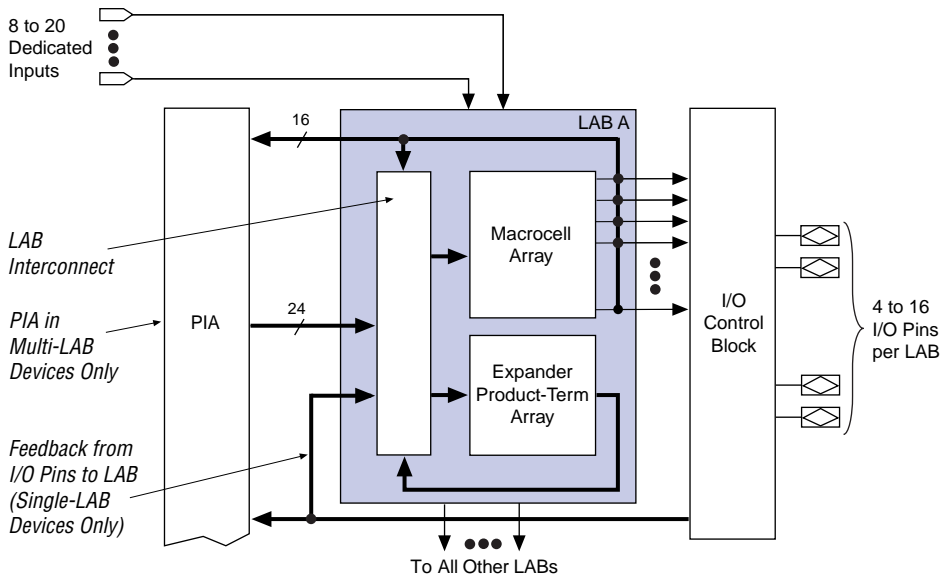 8 to 20
Dedicated
Inputs
LAB A
16
LAB
Interconnect
Macrocell
Array
PIA in
Multi-LAB
Devices Only
PIA
24
I/O
Control
Block
4 to 16
I/O Pins
per LAB
Expander
Product-Term
Array
Feedback from
I/O Pins to LAB
(Single-LAB
Devices Only)
To All Other LABs